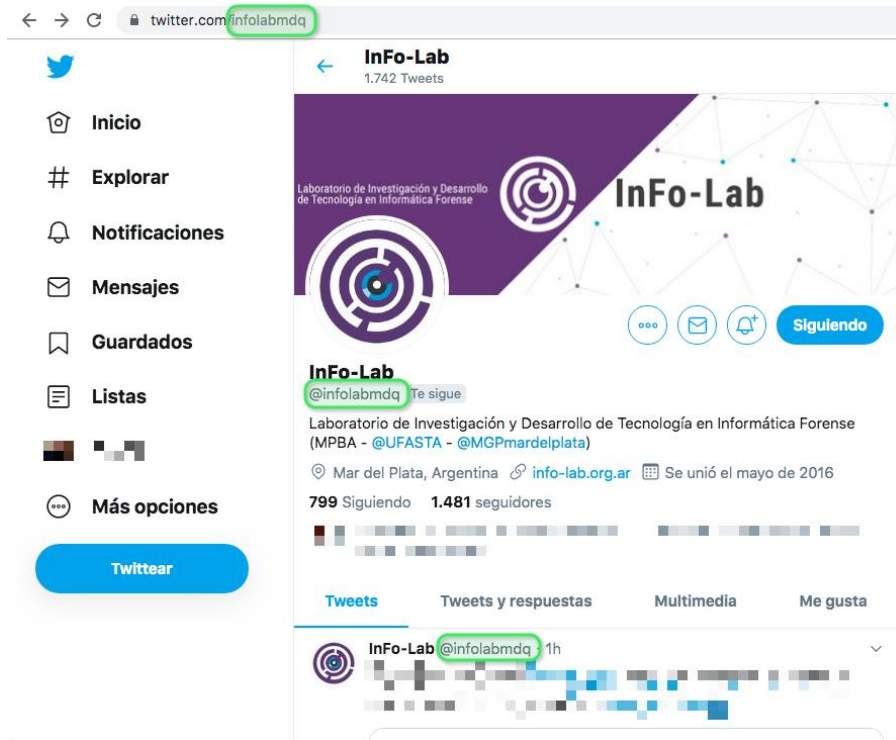 twitter.com/infolabmdq
InFo-Lab
1.742 Tweets
Inicio
Explorar
Notificaciones
Mensajes
Guardados
Listas
Más opciones
Twittear
Laboratorio de Investigación y Desarrollo
de Tecnología en Informática Forense
InFo-Lab
Siguiendo
InFo-Lab
@infolabmdq Te sigue
Laboratorio de Investigación y Desarrollo de Tecnología en Informática Forense
(MPBA - @UFASTA - @MGPmardelplata)
Mar del Plata, Argentina info-lab.org.ar Se unió el mayo de 2016
799 Siguiendo 1.481 seguidores
Tweets Tweets y respuestas Multimedia Me gusta
InFo-Lab @infolabmdq · 1h